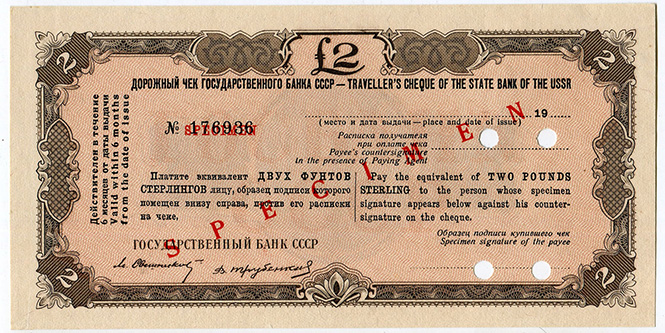 £2
ДОРОЖНЫЙ ЧЕК ГОСУДАРСТВЕННОГО БАНКА СССР — TRAVELLER'S CHEQUE OF THE STATE BANK OF THE USSR
2
2
Действителен в течение
6 месяцев от даты выдачи
Valid within 6 months
from the date of issue
№ 176936
SPECIMEN
19
(место и дата выдачи — place and date of issue)
Расписка получателя
при оплате чека
Payee's countersignature
in the presence of Paying Agent
SPECIMEN
Платите эквивалент ДВУХ ФУНТОВ
СТЕРЛИНГОВ лицу, образец подписи которого
помещен внизу справа, против его расписки
на чеке,
Pay the equivalent of TWO POUNDS
STERLING to the person whose specimen
signature appears below against his counter-
signature on the cheque.
ГОСУДАРСТВЕННЫЙ БАНК СССР
Образец подписи купившего чек
Specimen signature of the payee
2
2